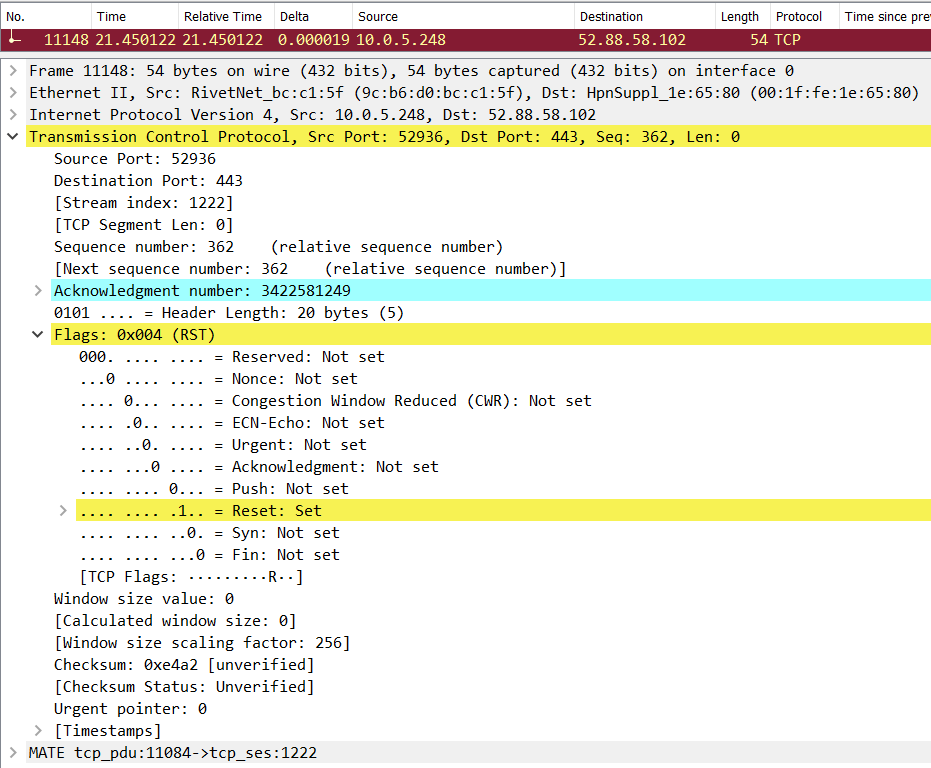 No. Time Relative Time Delta Source Destination Length Protocol Time since prev
11148 21.450122 21.450122 0.000019 10.0.5.248 52.88.58.102 54 TCP
Frame 11148: 54 bytes on wire (432 bits), 54 bytes captured (432 bits) on interface 0
Ethernet II, Src: RivetNet_bc:c1:5f (9c:b6:d0:bc:c1:5f), Dst: HpnSuppl_1e:65:80 (00:1f:fe:1e:65:80)
Internet Protocol Version 4, Src: 10.0.5.248, Dst: 52.88.58.102
Transmission Control Protocol, Src Port: 52936, Dst Port: 443, Seq: 362, Len: 0
Source Port: 52936
Destination Port: 443
[Stream index: 1222]
[TCP Segment Len: 0]
Sequence number: 362    (relative sequence number)
[Next sequence number: 362    (relative sequence number)]
Acknowledgment number: 3422581249
0101 .... = Header Length: 20 bytes (5)
Flags: 0x004 (RST)
000. .... .... = Reserved: Not set
...0 .... .... = Nonce: Not set
.... 0... .... = Congestion Window Reduced (CWR): Not set
.... .0.. .... = ECN-Echo: Not set
.... ..0. .... = Urgent: Not set
.... ...0 .... = Acknowledgment: Not set
.... .... 0... = Push: Not set
.... .... .1.. = Reset: Set
.... .... ..0. = Syn: Not set
.... .... ...0 = Fin: Not set
[TCP Flags: ·········R··]
Window size value: 0
[Calculated window size: 0]
[Window size scaling factor: 256]
Checksum: 0xe4a2 [unverified]
[Checksum Status: Unverified]
Urgent pointer: 0
[Timestamps]
MATE tcp_pdu:11084->tcp_ses:1222